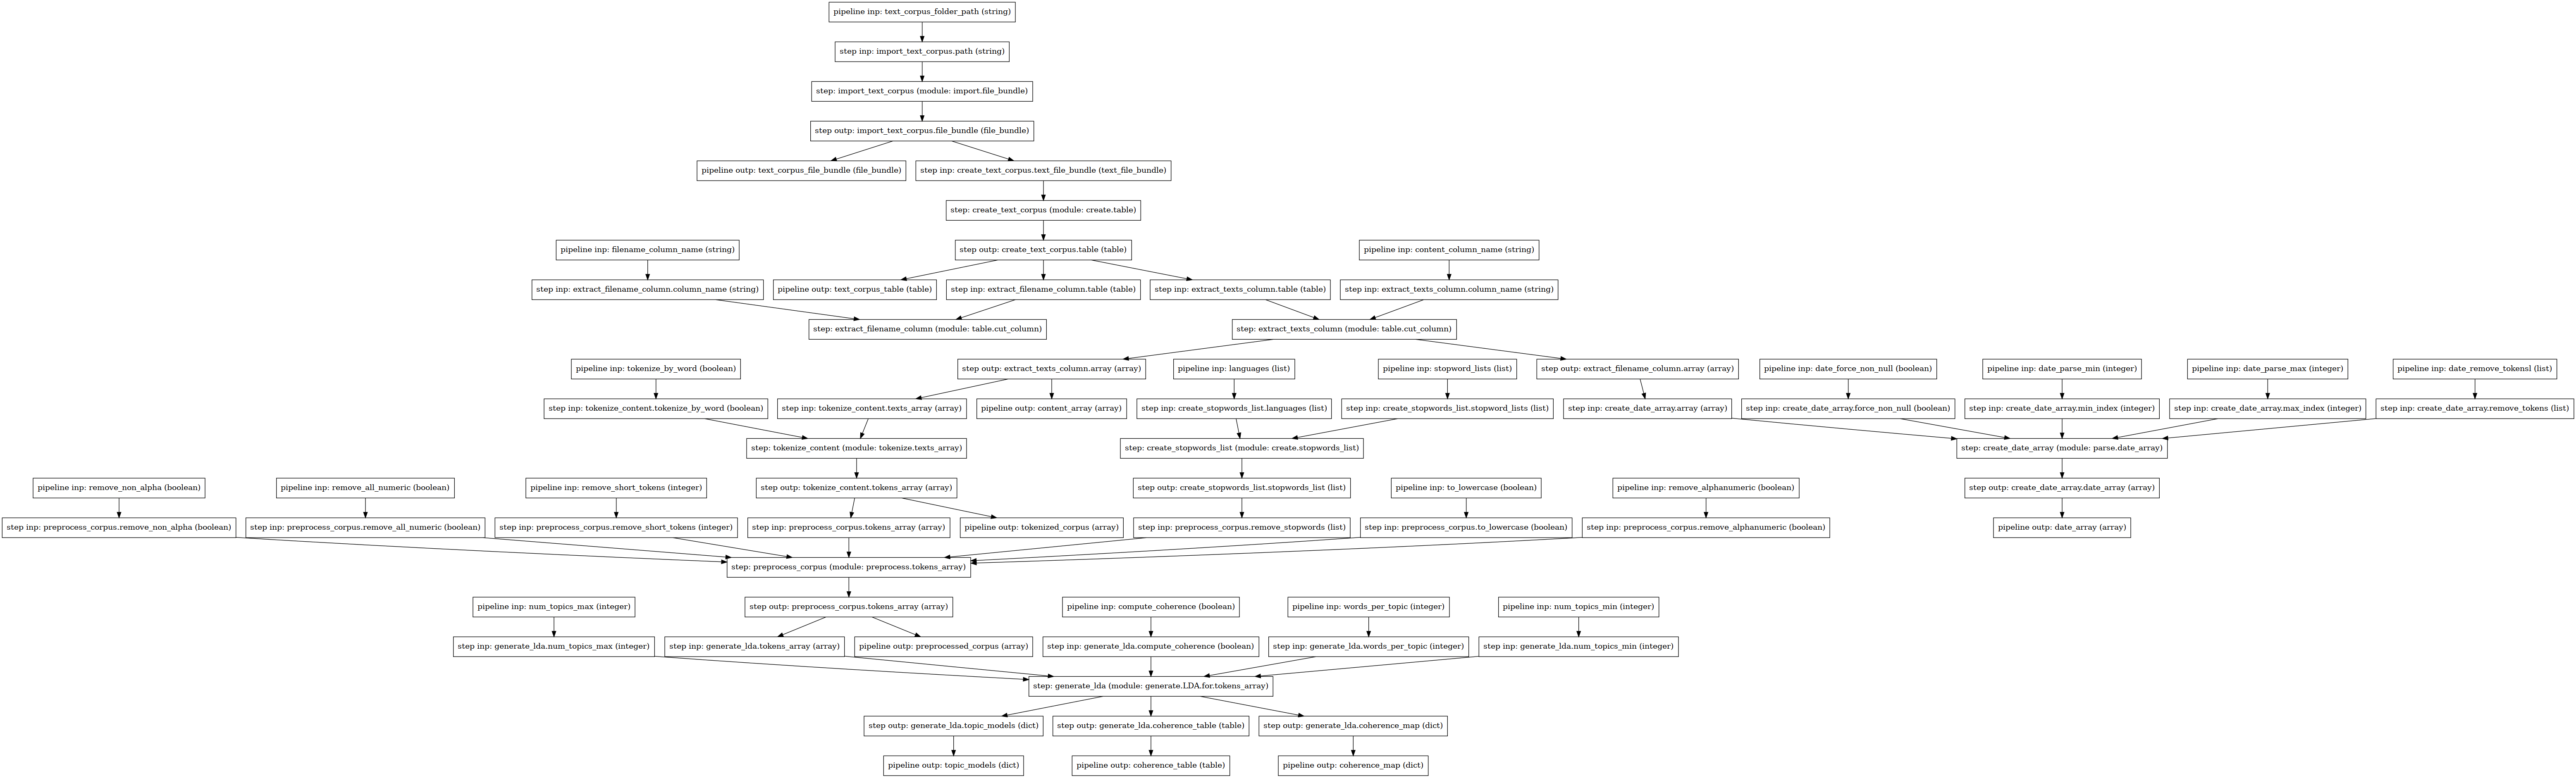 pipeline inp: text_corpus_folder_path (string)
step inp: import_text_corpus.path (string)
step: import_text_corpus (module: import.file_bundle)
step outp: import_text_corpus.file_bundle (file_bundle)
pipeline outp: text_corpus_file_bundle (file_bundle)
step inp: create_text_corpus.text_file_bundle (text_file_bundle)
step: create_text_corpus (module: create.table)
pipeline inp: filename_column_name (string)
step outp: create_text_corpus.table (table)
pipeline inp: content_column_name (string)
step inp: extract_filename_column.column_name (string)
pipeline outp: text_corpus_table (table)
step inp: extract_filename_column.table (table)
step inp: extract_texts_column.table (table)
step inp: extract_texts_column.column_name (string)
step: extract_filename_column (module: table.cut_column)
step: extract_texts_column (module: table.cut_column)
pipeline inp: tokenize_by_word (boolean)
step outp: extract_texts_column.array (array)
pipeline inp: languages (list)
pipeline inp: stopword_lists (list)
step outp: extract_filename_column.array (array)
pipeline inp: date_force_non_null (boolean)
pipeline inp: date_parse_min (integer)
pipeline inp: date_parse_max (integer)
pipeline inp: date_remove_tokensl (list)
step inp: tokenize_content.tokenize_by_word (boolean)
step inp: tokenize_content.texts_array (array)
pipeline outp: content_array (array)
step inp: create_stopwords_list.languages (list)
step inp: create_stopwords_list.stopword_lists (list)
step inp: create_date_array.array (array)
step inp: create_date_array.force_non_null (boolean)
step inp: create_date_array.min_index (integer)
step inp: create_date_array.max_index (integer)
step inp: create_date_array.remove_tokens (list)
step: tokenize_content (module: tokenize.texts_array)
step: create_stopwords_list (module: create.stopwords_list)
step: create_date_array (module: parse.date_array)
pipeline inp: remove_non_alpha (boolean)
pipeline inp: remove_all_numeric (boolean)
pipeline inp: remove_short_tokens (integer)
step outp: tokenize_content.tokens_array (array)
step outp: create_stopwords_list.stopwords_list (list)
pipeline inp: to_lowercase (boolean)
pipeline inp: remove_alphanumeric (boolean)
step outp: create_date_array.date_array (array)
step inp: preprocess_corpus.remove_non_alpha (boolean)
step inp: preprocess_corpus.remove_all_numeric (boolean)
step inp: preprocess_corpus.remove_short_tokens (integer)
step inp: preprocess_corpus.tokens_array (array)
pipeline outp: tokenized_corpus (array)
step inp: preprocess_corpus.remove_stopwords (list)
step inp: preprocess_corpus.to_lowercase (boolean)
step inp: preprocess_corpus.remove_alphanumeric (boolean)
pipeline outp: date_array (array)
step: preprocess_corpus (module: preprocess.tokens_array)
pipeline inp: num_topics_max (integer)
step outp: preprocess_corpus.tokens_array (array)
pipeline inp: compute_coherence (boolean)
pipeline inp: words_per_topic (integer)
pipeline inp: num_topics_min (integer)
step inp: generate_lda.num_topics_max (integer)
step inp: generate_lda.tokens_array (array)
pipeline outp: preprocessed_corpus (array)
step inp: generate_lda.compute_coherence (boolean)
step inp: generate_lda.words_per_topic (integer)
step inp: generate_lda.num_topics_min (integer)
step: generate_lda (module: generate.LDA.for.tokens_array)
step outp: generate_lda.topic_models (dict)
step outp: generate_lda.coherence_table (table)
step outp: generate_lda.coherence_map (dict)
pipeline outp: topic_models (dict)
pipeline outp: coherence_table (table)
pipeline outp: coherence_map (dict)